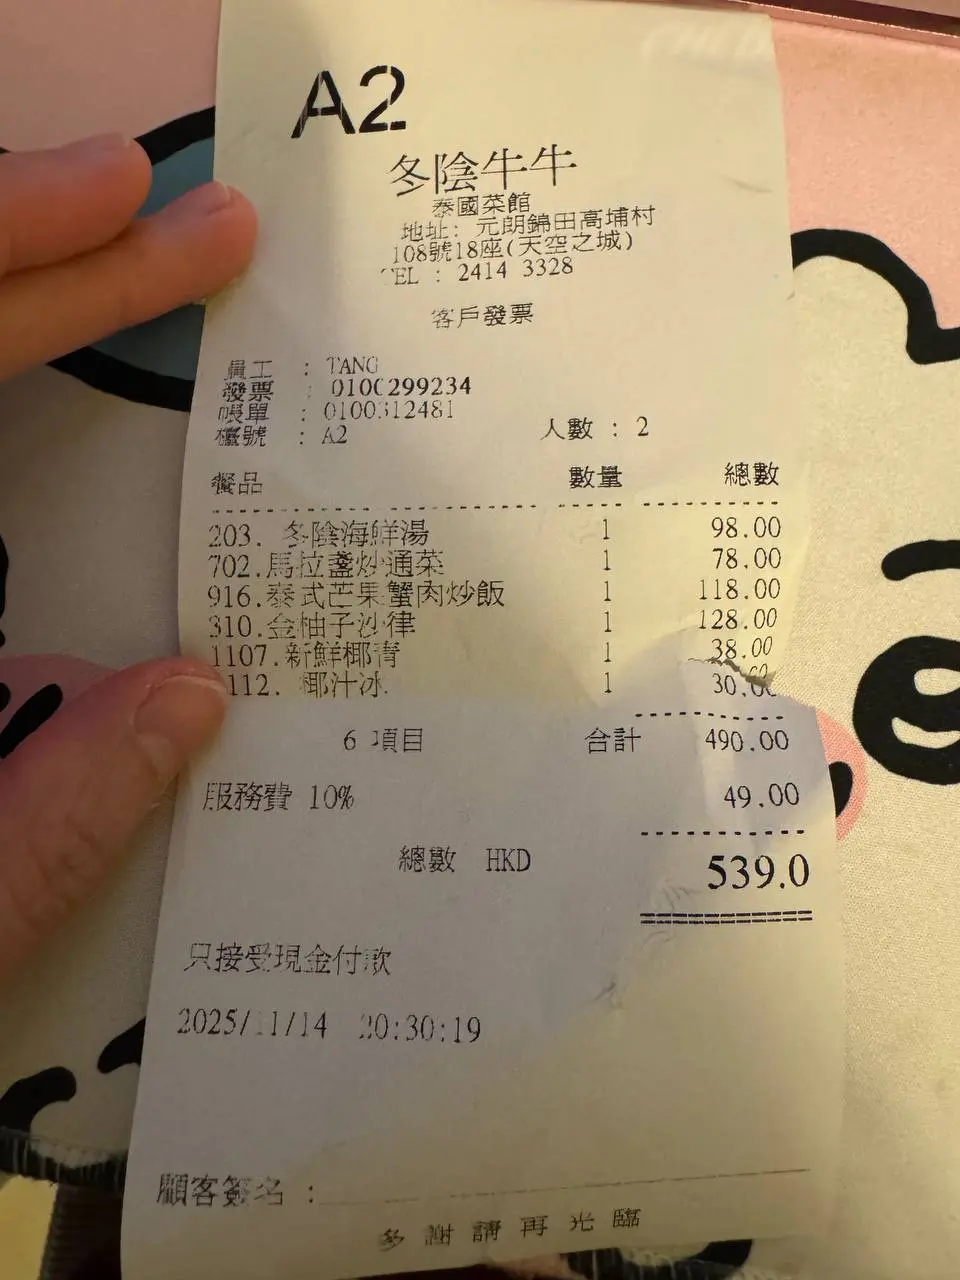 A2
冬陰牛牛
泰國菜館
地址: 元朗錦田高埔村
108號18座(天空之城)
TEL : 2414 3328
客戶發票
員工 : TANG
發票 : 0100299234
帳單 : 0100312481
檯號 : A2 人數 : 2
餐品 數量 總數
203. 冬陰海鮮湯 1 98.00
702.馬拉盞炒通菜 1 78.00
916.泰式芒果蟹肉炒飯 1 118.00
310.金柚子沙律 1 128.00
1107.新鮮椰青 1 38.00
112. 椰汁冰 1 30.00
6 項目 合計 490.00
服務費 10% 49.00
總數 HKD 539.0
只接受現金付款
2025/11/14 20:30:19
顧客簽名 :
多謝請再光臨